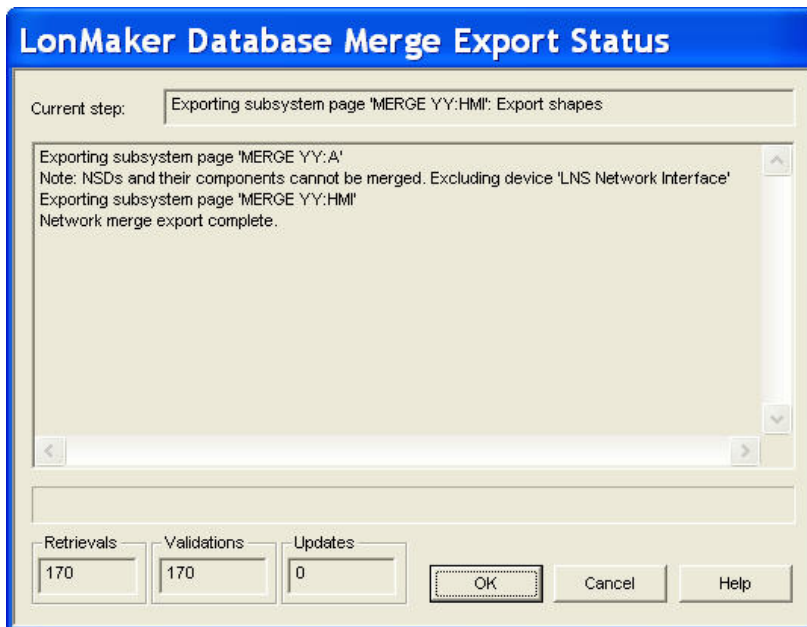 LonMaker Database Merge Export Status
Current step:
Exporting subsystem page 'MERGE YY:HMI': Export shapes
Exporting subsystem page 'MERGE YY:A'
Note: NSDs and their components cannot be merged. Excluding device 'LNS Network Interface'
Exporting subsystem page 'MERGE YY:HMI'
Network merge export complete.
Retrievals
Validations
Updates
170
170
0
OK
Cancel
Help